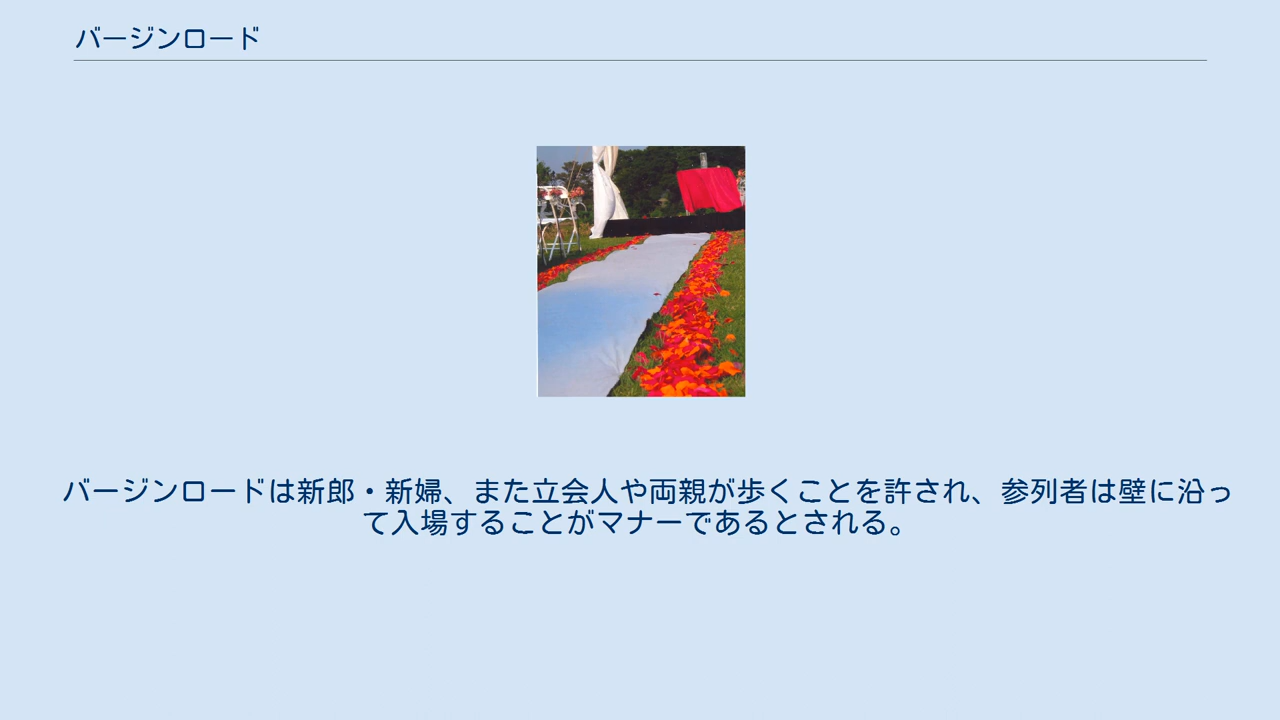 バージンロード
バージンロードは新郎・新婦、また立会人や両親が歩くことを許され、参列者は壁に沿っ
て入場することがマナーであるとされる。